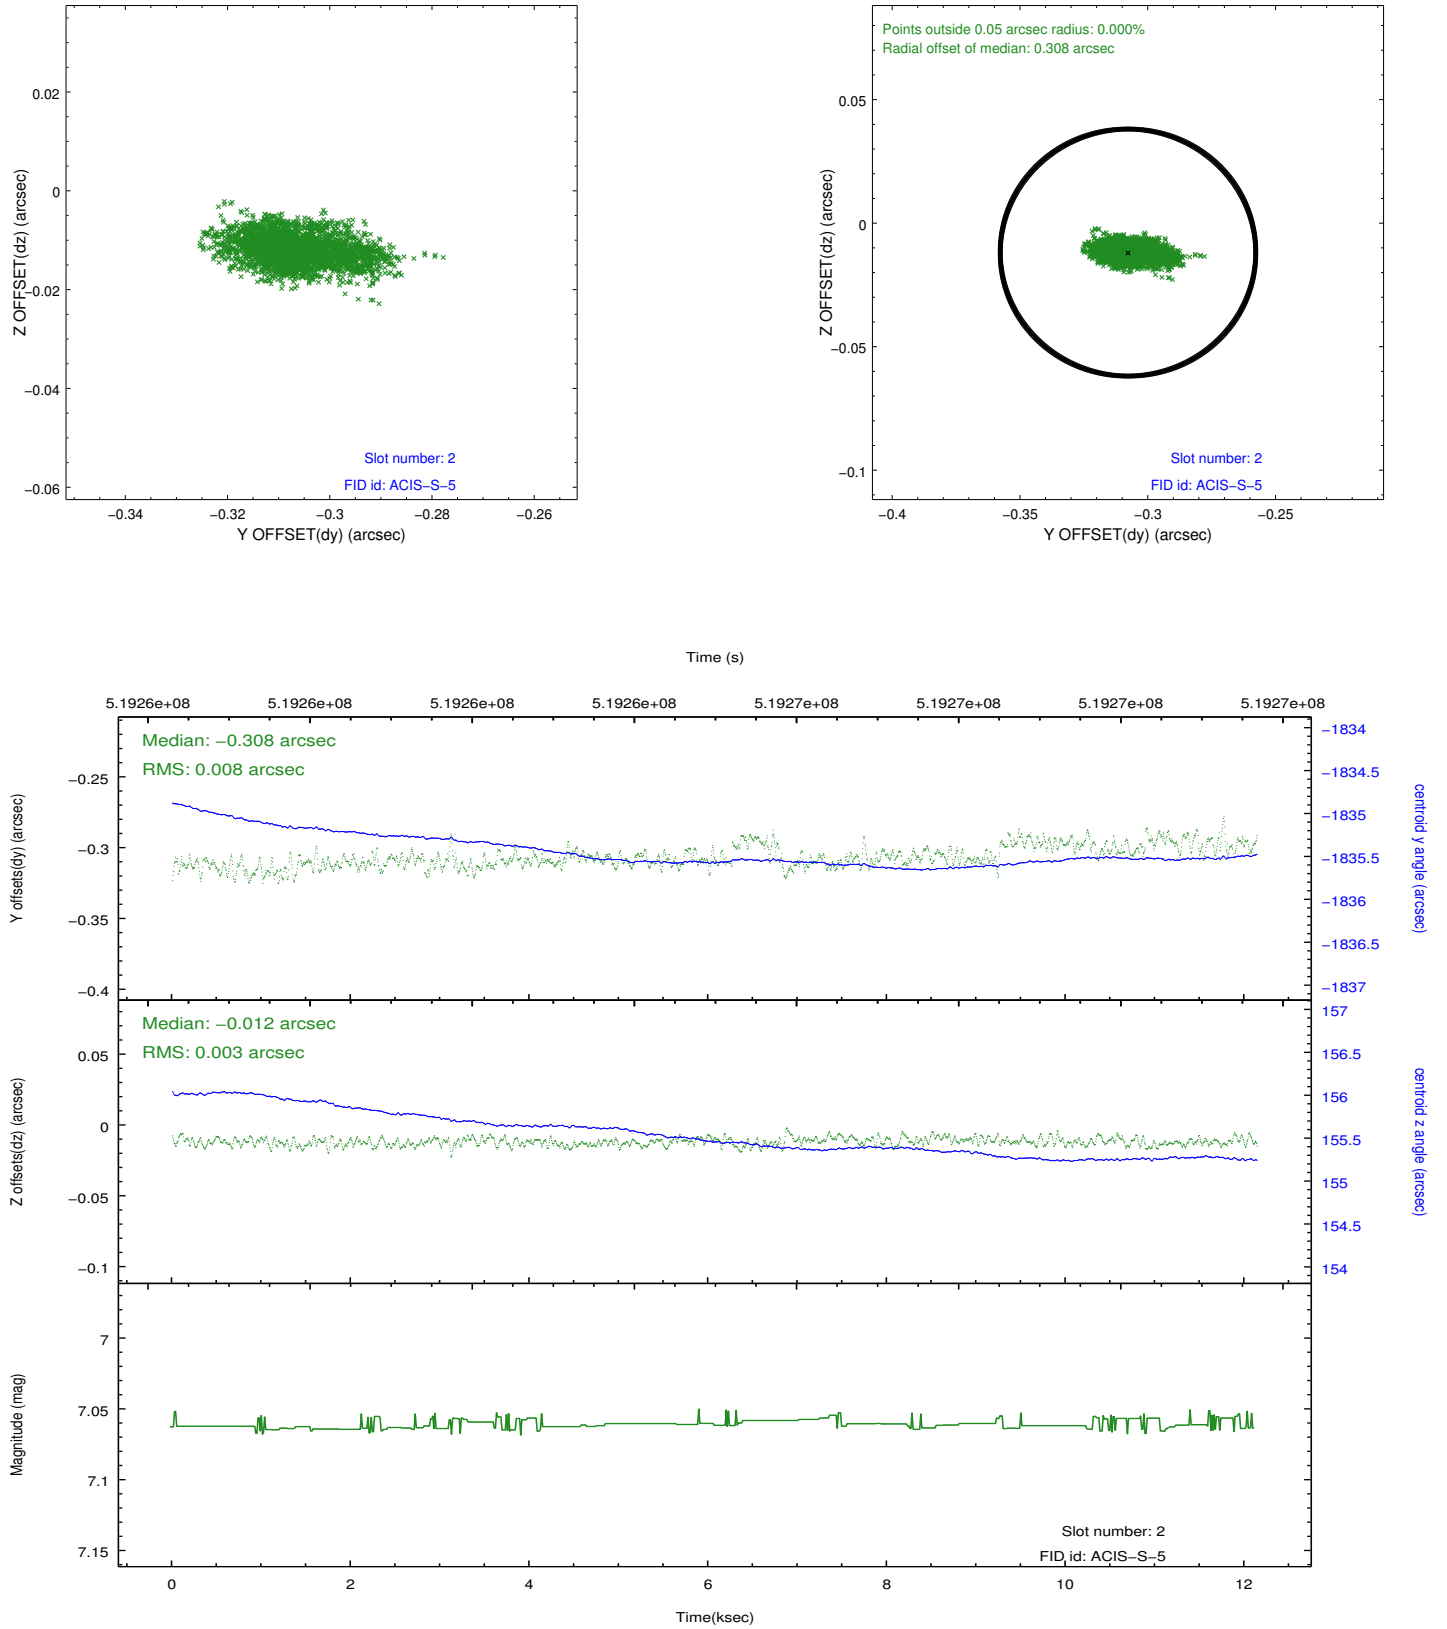 0.02
0
−0.02
−0.04
−0.06
Z OFFSET(dz) (arcsec)
Slot number: 2
FID id: ACIS−S−5
−0.34
−0.32
−0.3
−0.28
−0.26
Y OFFSET(dy) (arcsec)
Points outside 0.05 arcsec radius: 0.000%
Radial offset of median: 0.308 arcsec
0.05
0
−0.05
−0.1
Z OFFSET(dz) (arcsec)
Slot number: 2
FID id: ACIS−S−5
−0.4
−0.35
−0.3
−0.25
Y OFFSET(dy) (arcsec)
Time (s)
5.1926e+08
5.1926e+08
5.1926e+08
5.1926e+08
5.1927e+08
5.1927e+08
5.1927e+08
5.1927e+08
Median: −0.308 arcsec
RMS: 0.008 arcsec
−0.25
−0.3
−0.35
−0.4
Y offsets(dy) (arcsec)
−1834
−1834.5
−1835
−1835.5
−1836
−1836.5
−1837
centroid y angle (arcsec)
Median: −0.012 arcsec
RMS: 0.003 arcsec
0.05
0
−0.05
−0.1
Z offsets(dz) (arcsec)
157
156.5
156
155.5
155
154.5
154
centroid z angle (arcsec)
7
7.05
7.1
7.15
Magnitude (mag)
Slot number: 2
FID id: ACIS−S−5
0
2
4
6
8
10
12
Time(ksec)